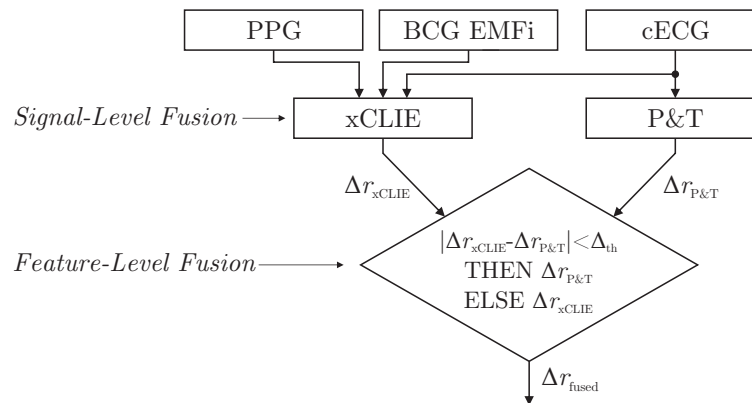 PPG
BCG EMFi
cECG
Signal-Level Fusion
xCLIE
P&T
Δr_xCLIE
Δr_P&T
|Δr_xCLIE-Δr_P&T|<Δ_th
Feature-Level Fusion
THEN Δr_P&T
ELSE Δr_xCLIE
Δr_fused